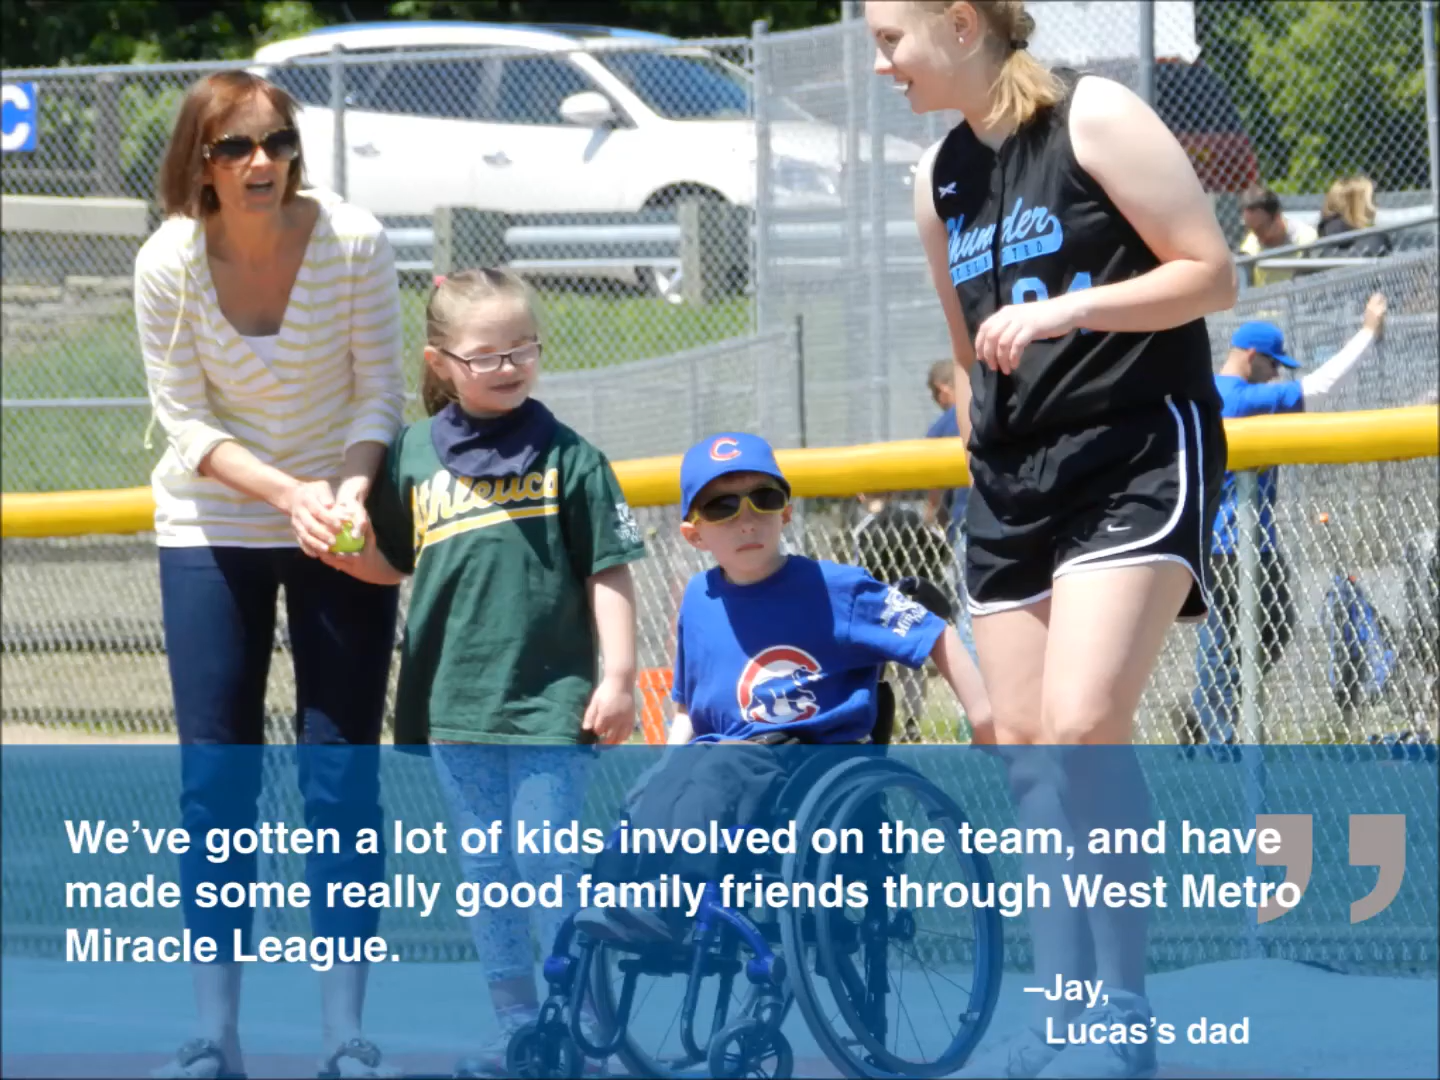 C
Thunder
Athletics
C
We’ve gotten a lot of kids involved on the team, and have
made some really good family friends through West Metro
Miracle League.
”
–Jay,
Lucas’s dad